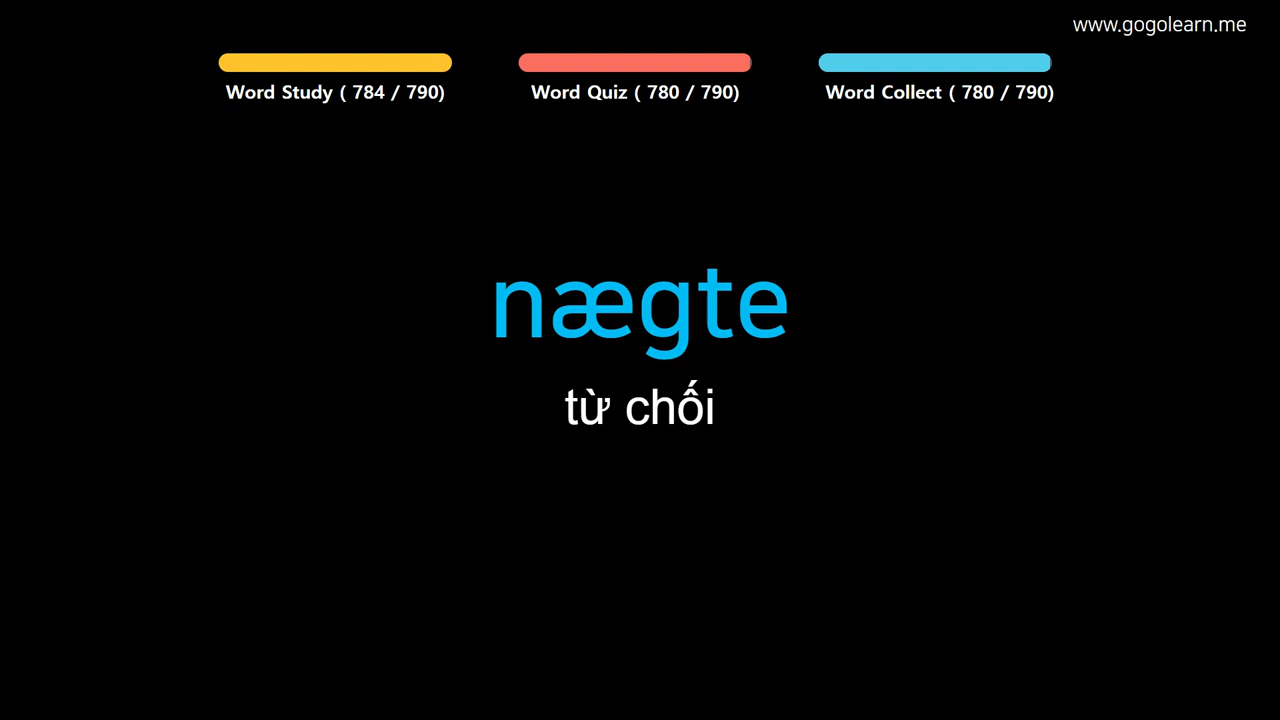 www.gogolearn.me
Word Study ( 784 / 790)
Word Quiz ( 780 / 790)
Word Collect ( 780 / 790)
nægte
từ chối